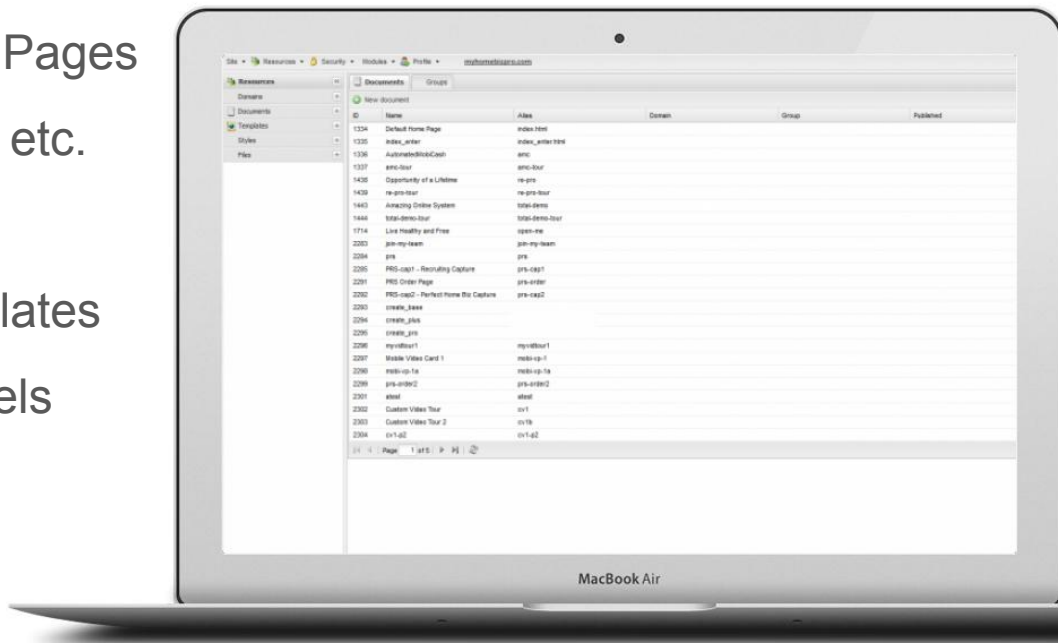 Pages
etc.
lates
els
Site Resources Security Modules Profile myhomebizpro.com
Resources
Domains
Documents
Templates
Styles
Files
Documents Groups
New document
ID Name Alias Domain Group Published
1334 Default Home Page index.html
1335 index_enter index_enter.html
1336 AutomatedMobiCash amc
1337 amc-tour amc-tour
1438 Opportunity of a Lifetime re-pro
1439 re-pro-tour re-pro-tour
1443 Amazing Online System total-demo
1444 total-demo-tour total-demo-tour
1714 Live Healthy and Free open-me
2283 join-my-team join-my-team
2284 prs prs
2285 PRS-cap1 - Recruiting Capture prs-cap1
2291 PRS Order Page prs-order
2292 PRS-cap2 - Perfect Home Biz Capture prs-cap2
2293 create_base
2294 create_plus
2295 create_pro
2296 myvidtour1 myvidtour1
2297 Mobile Video Card 1 mobi-vp-1
2298 mobi-vp-1a mobi-vp-1a
2299 prs-order2 prs-order2
2301 atest atest
2302 Custom Video Tour cv1
2303 Custom Video Tour 2 cv1b
2304 cv1-p2 cv1-p2
Page 1 of 5
MacBook Air